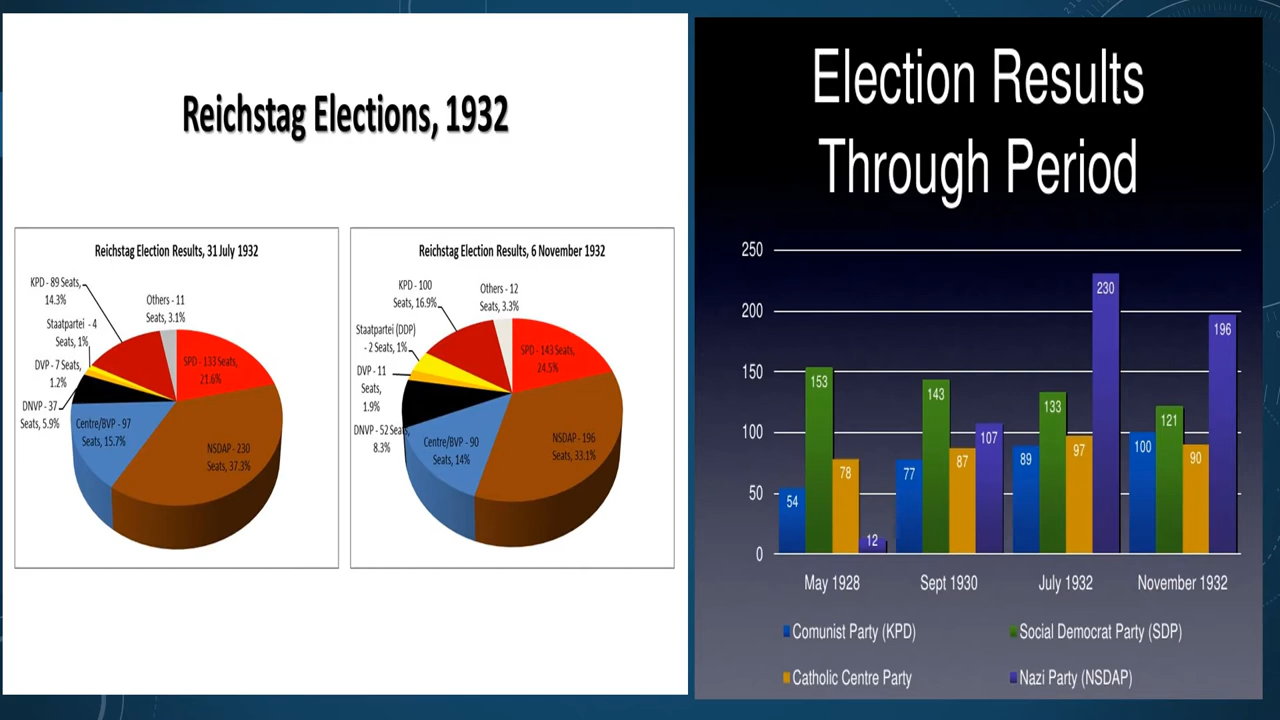 Reichstag Elections, 1932
Reichstag Election Results, 31 July 1932
KPD - 89 Seats,
14.3%
Others - 11
Seats, 3.1%
Staatpartei - 4
Seats, 1%
DVP - 7 Seats,
1.2%
DNVP - 37
Seats, 5.9%
Centre/BVP - 97
Seats, 15.7%
SPD - 133 Seats,
21.6%
NSDAP - 230
Seats, 37.3%
Reichstag Election Results, 6 November 1932
KPD - 100
Seats, 16.9%
Others - 12
Seats, 3.3%
Staatpartei (DDP)
- 2 Seats, 1%
DVP - 11
Seats,
1.9%
DNVP - 52 Seats,
8.3%
Centre/BVP - 90
Seats, 14%
SPD - 143 Seats,
24.5%
NSDAP - 196
Seats, 33.1%
Election Results
Through Period
250
200
150
100
50
0
54
153
78
12
77
143
87
107
89
133
97
230
100
121
90
196
May 1928
Sept 1930
July 1932
November 1932
Comunist Party (KPD)
Social Democrat Party (SDP)
Catholic Centre Party
Nazi Party (NSDAP)